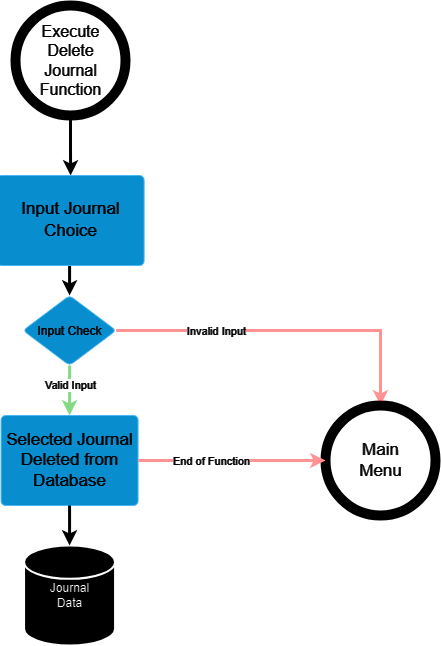 Execute
Delete
Journal
Function
Input Journal
Choice
Input Check
Invalid Input
Valid Input
Selected Journal
Deleted from
Database
End of Function
Main
Menu
Journal
Data